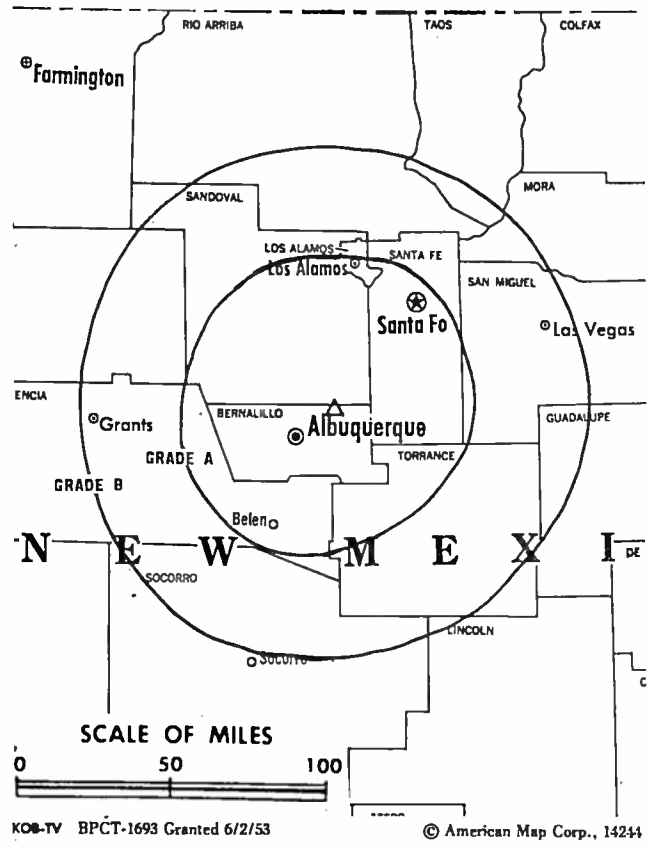 RIO ARRIBA
TAOS
COLFAX
Farmington
MORA
SANDOVAL
LOS ALAMOS
SANTA FE
Los Alamos
SAN MIGUEL
Santa Fo
Las Vegas
ENCIA
BERNALILLO
GUADALUPE
Grants
Albuquerque
TORRANCE
GRADE A
GRADE B
Belen
N E W M E X I
DE
SOCORRO
LINCOLN
Socorro
C
SCALE OF MILES
0 50 100
KOB-TV BPCT-1693 Granted 6/2/53
© American Map Corp., 14244